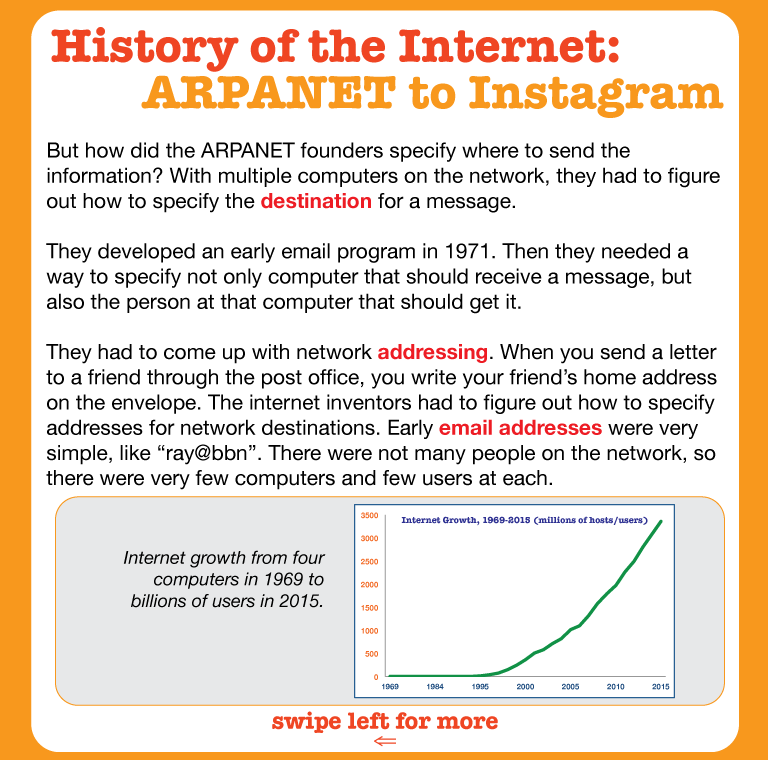 History of the Internet:
ARPANET to Instagram
But how did the ARPANET founders specify where to send the
information? With multiple computers on the network, they had to figure
out how to specify the destination for a message.
They developed an early email program in 1971. Then they needed a
way to specify not only computer that should receive a message, but
also the person at that computer that should get it.
They had to come up with network addressing. When you send a letter
to a friend through the post office, you write your friend’s home address
on the envelope. The internet inventors had to figure out how to specify
addresses for network destinations. Early email addresses were very
simple, like “ray@bbn”. There were not many people on the network, so
there were very few computers and few users at each.
Internet growth from four
computers in 1969 to
billions of users in 2015.
Internet Growth, 1969-2015 (millions of hosts/users)
3500
3000
2500
2000
1500
1000
500
0
1969 1984 1995 2000 2005 2010 2015
swipe left for more